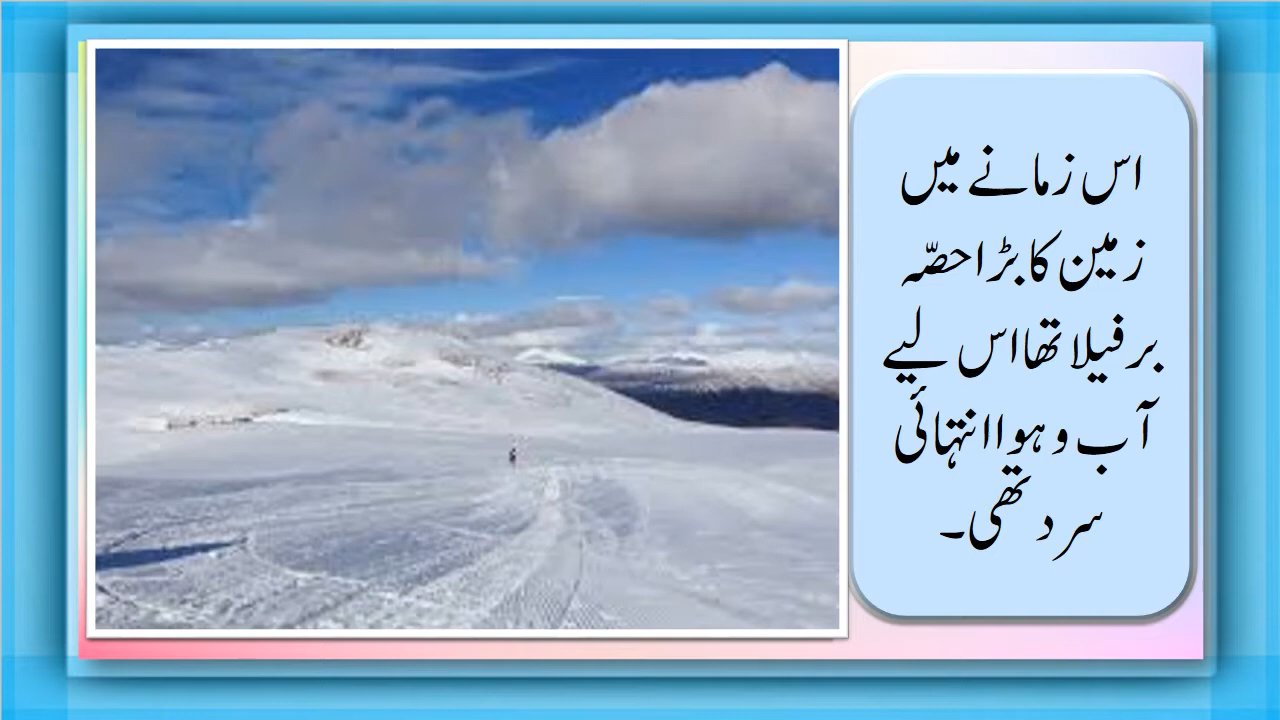 اس زمانے میں
زمین کا بڑا حصّہ
برفیلا تھا اس لیے
آب و ہوا انتہائی
سرد تھی۔